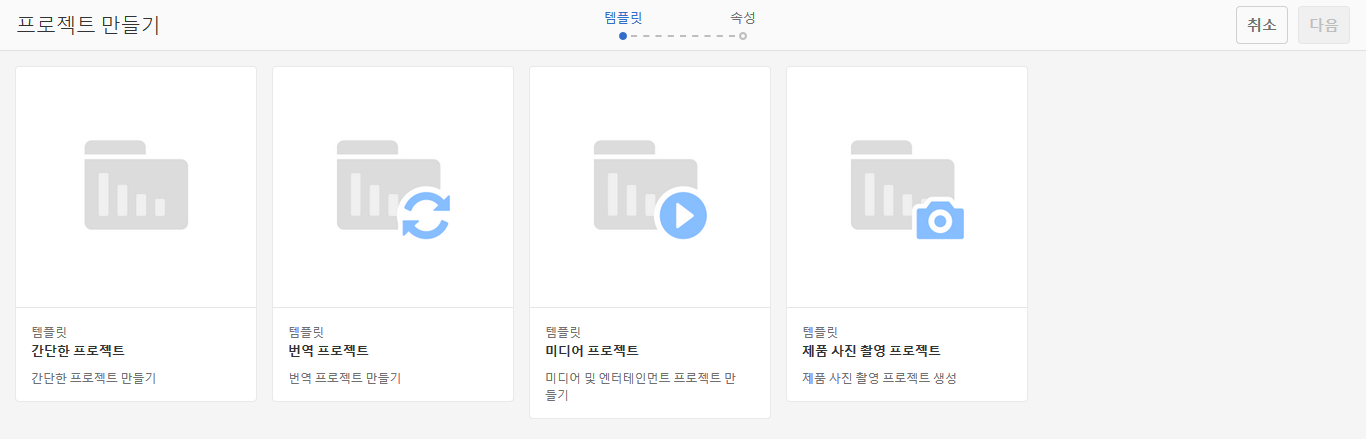 프로젝트 만들기
템플릿
속성
취소
다음
템플릿
간단한 프로젝트
간단한 프로젝트 만들기
템플릿
번역 프로젝트
번역 프로젝트 만들기
템플릿
미디어 프로젝트
미디어 및 엔터테인먼트 프로젝트 만
들기
템플릿
제품 사진 촬영 프로젝트
제품 사진 촬영 프로젝트 생성